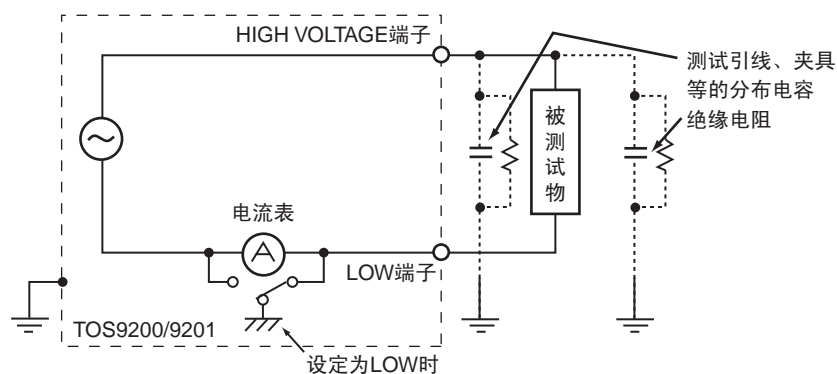 HIGH VOLTAGE端子
测试引线、夹具
等的分布电容
绝缘电阻
被测试物
电流表
A
LOW端子
TOS9200/9201
设定为LOW时